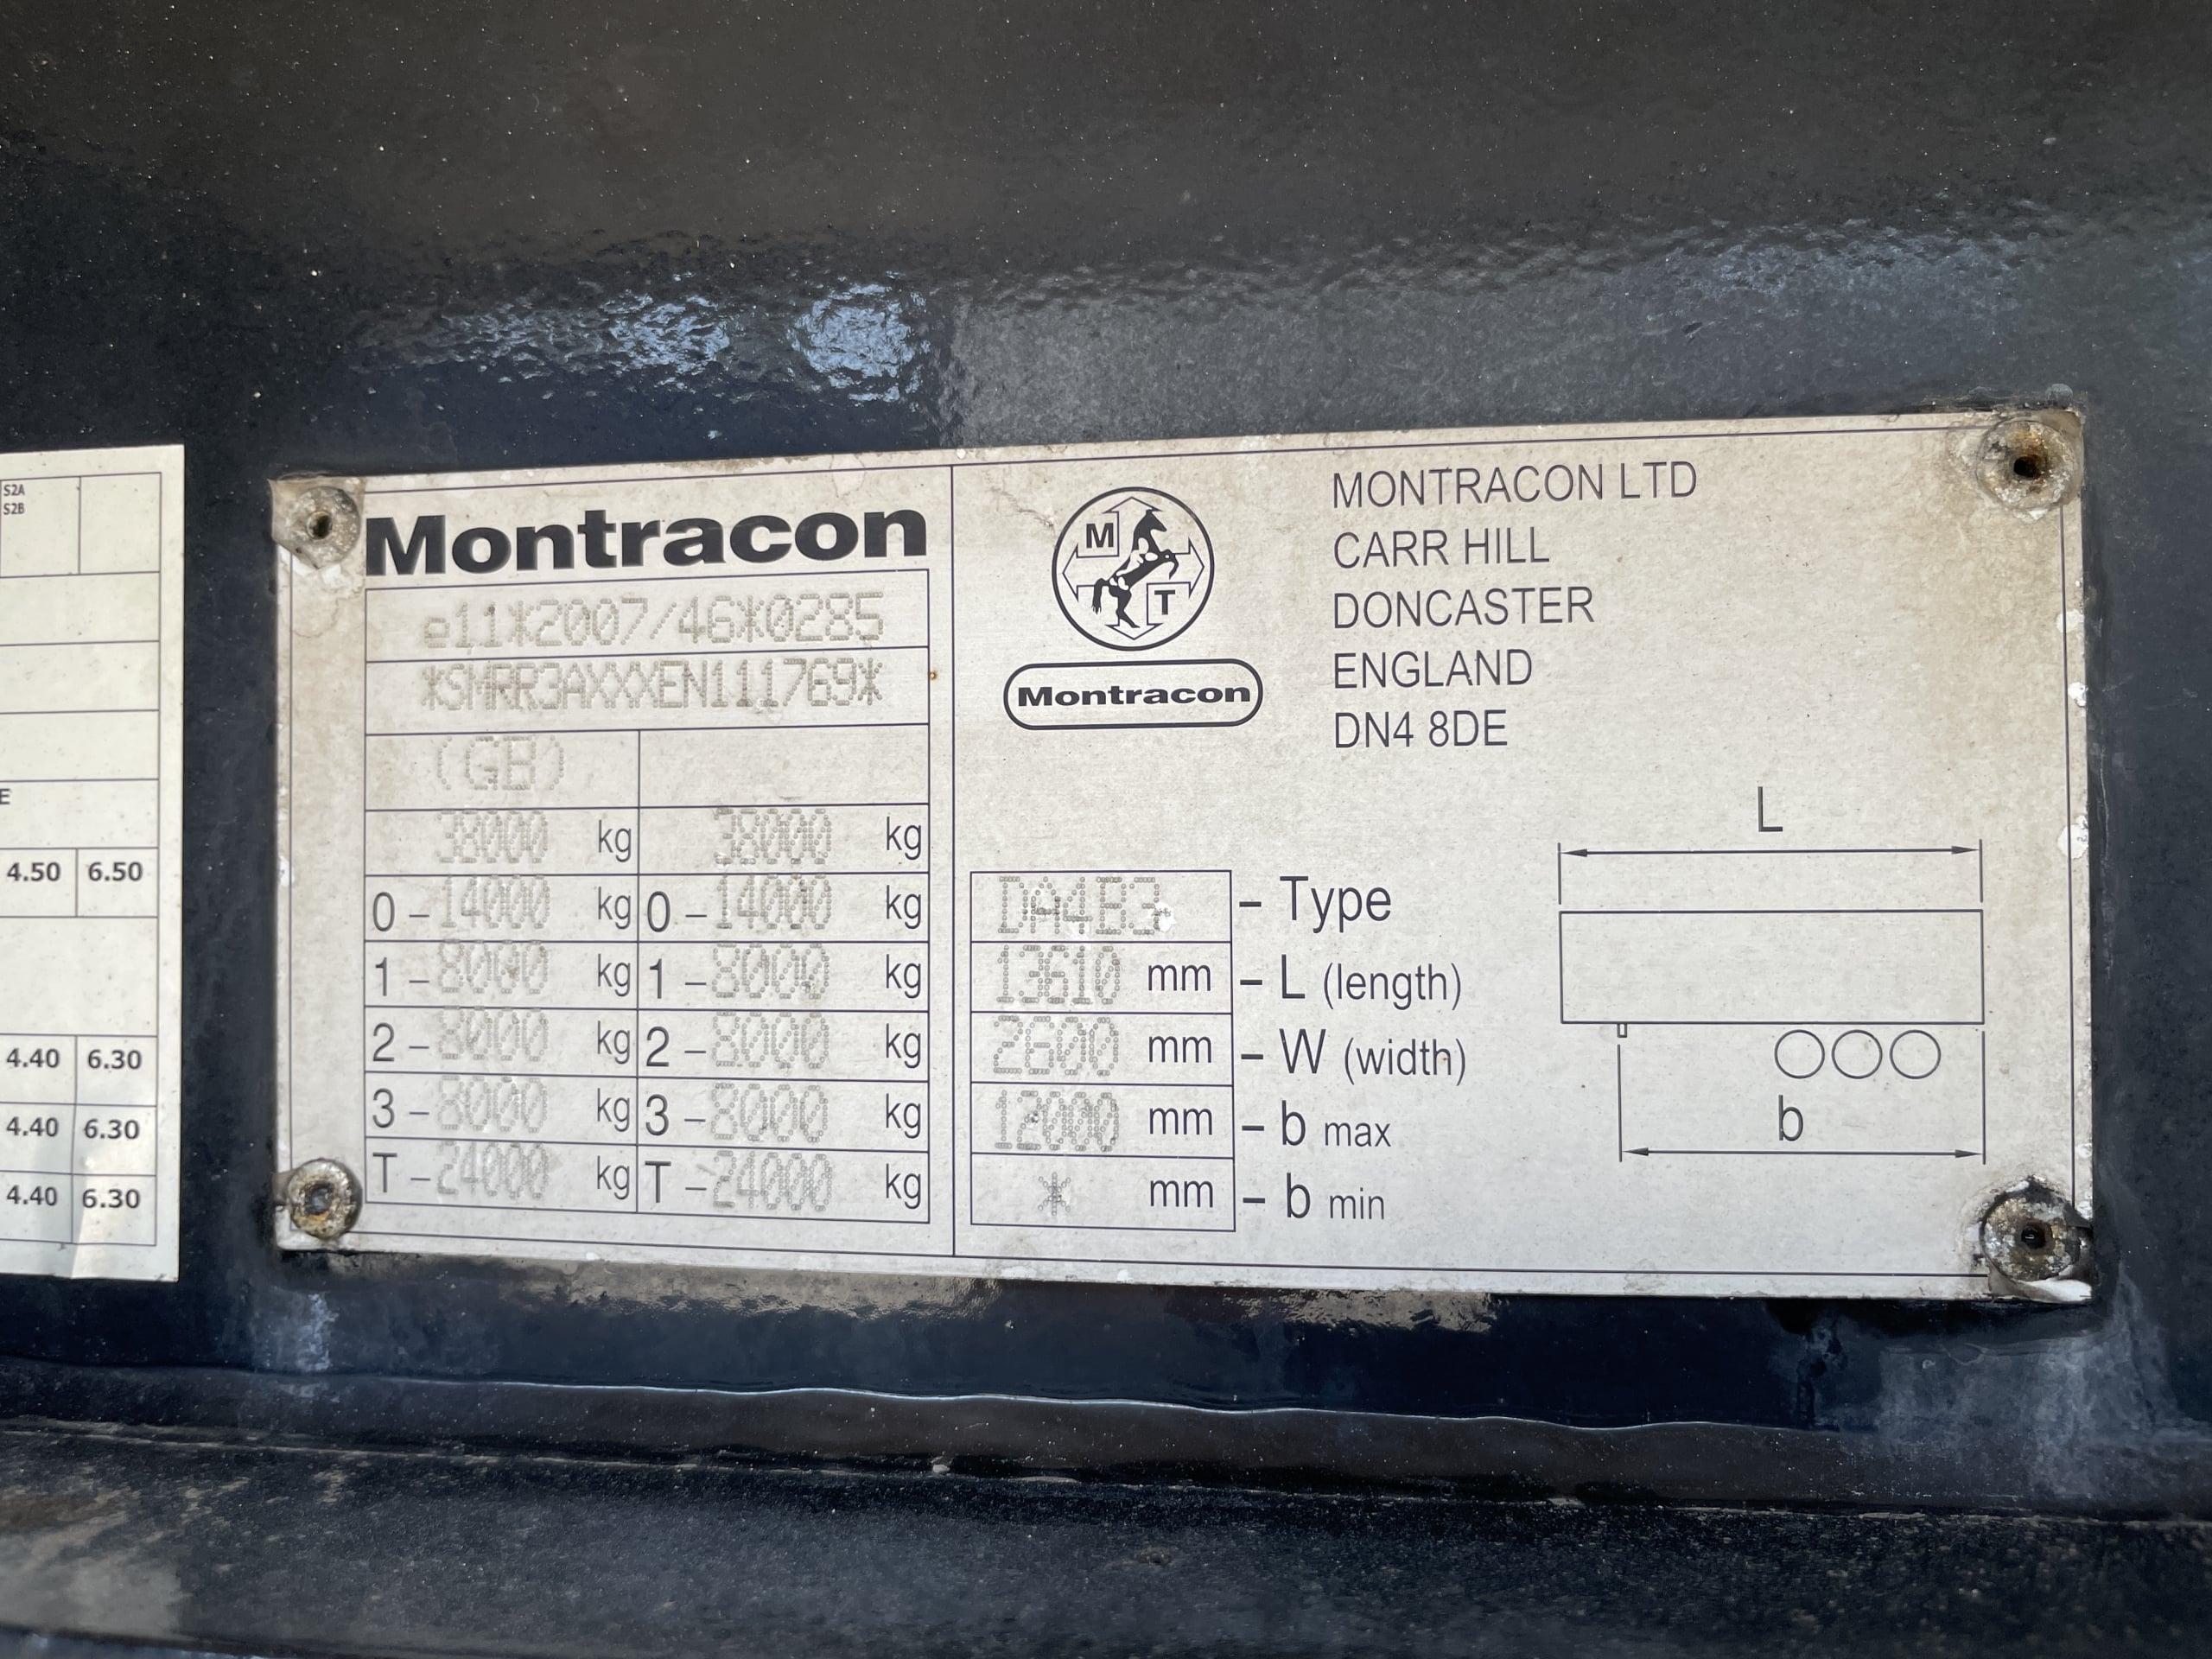 S2A
S2B
E
4.50 6.50
4.40 6.30
4.40 6.30
4.40 6.30
Montracon
e11*2007/46*0285
*SMRR3AXXXEN111769*
(GB)
38000 kg 38000 kg
0 – 14000 kg 0 – 14000 kg
1 – 8000 kg 1 – 8000 kg
2 – 8000 kg 2 – 8000 kg
3 – 8000 kg 3 – 8000 kg
T – 24000 kg T – 24000 kg
M
T
Montracon
MONTRACON LTD
CARR HILL
DONCASTER
ENGLAND
DN4 8DE
DA4B3 – Type
13610 mm – L (length)
2600 mm – W (width)
12000 mm – b max
* mm – b min
L
b